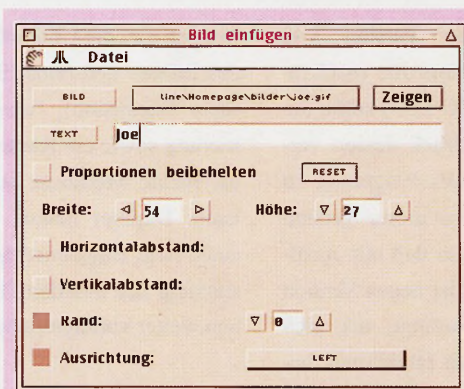 Bild einfügen
Datei
BILD line\Homepage\bilder\joe.gif Zeigen
TEXT Joe
Proportionen beibehalten RESET
Breite: 54 Höhe: 27
Horizontalabstand:
Vertikalabstand:
Rand: 0
Ausrichtung: LEFT